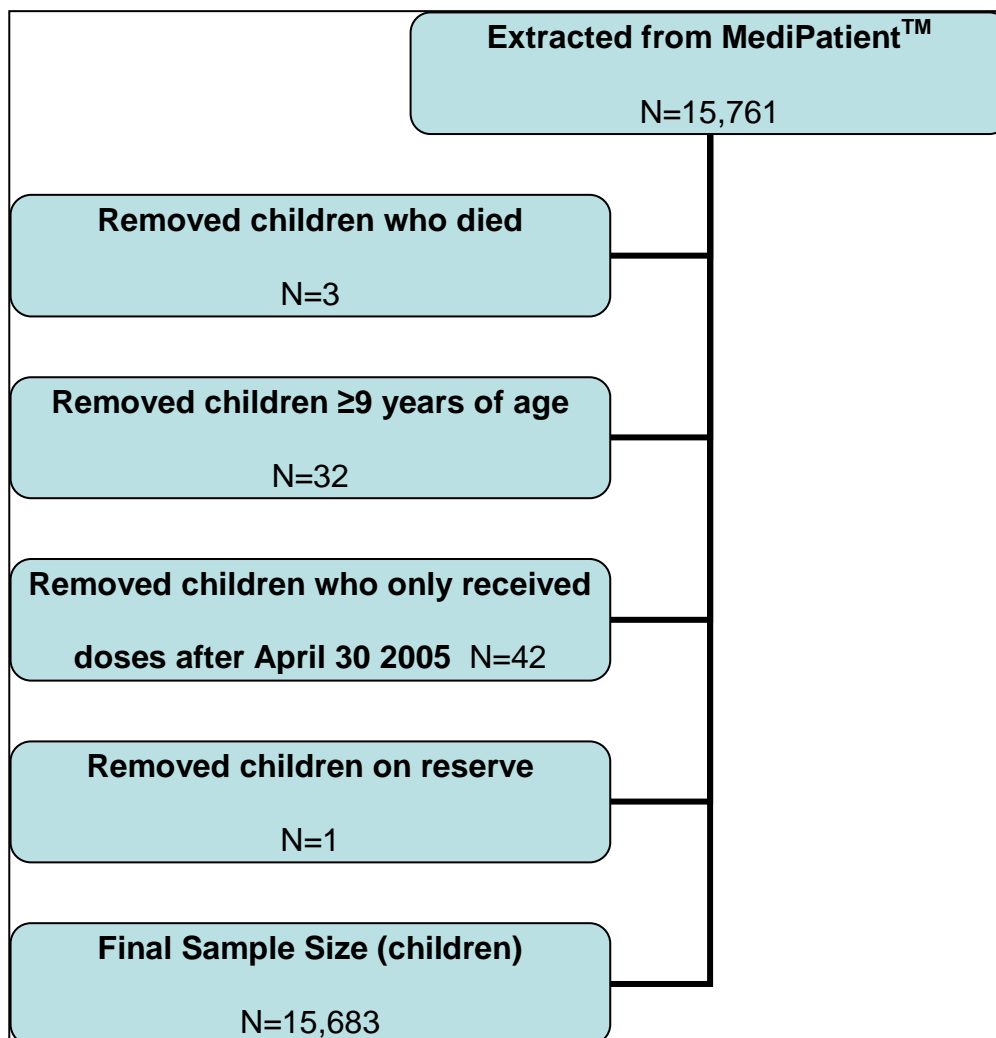 Extracted from MediPatient™
N=15,761
Removed children who died
N=3
Removed children ≥9 years of age
N=32
Removed children who only received
doses after April 30 2005 N=42
Removed children on reserve
N=1
Final Sample Size (children)
N=15,683